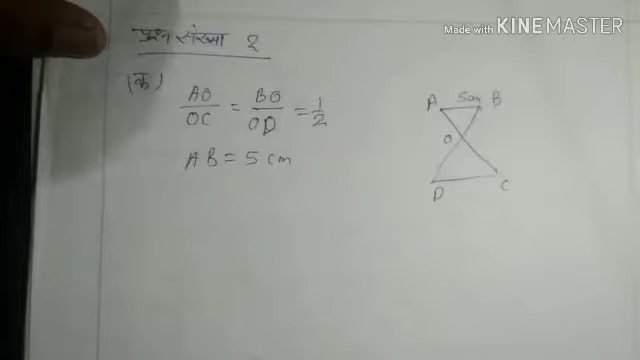 Made with KINEMASTER
प्रश्न संख्या 2
(क)
AO/OC = BO/OD = 1/2
AB = 5 cm
A 5cm B
O
D C